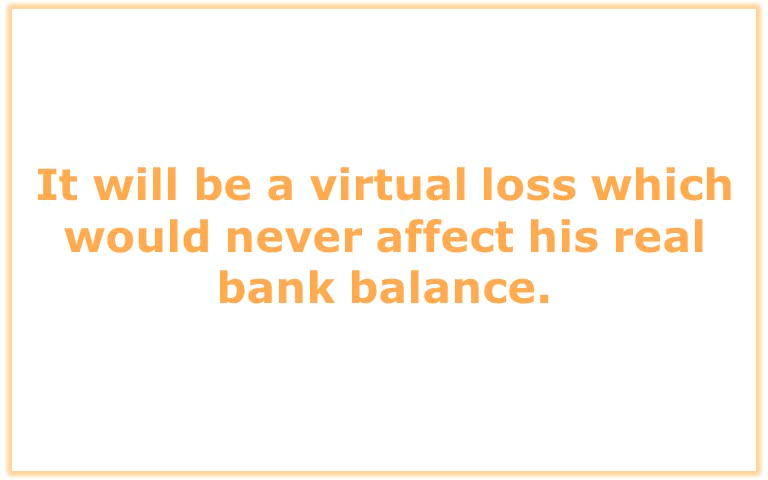 It will be a virtual loss which
would never affect his real
bank balance.